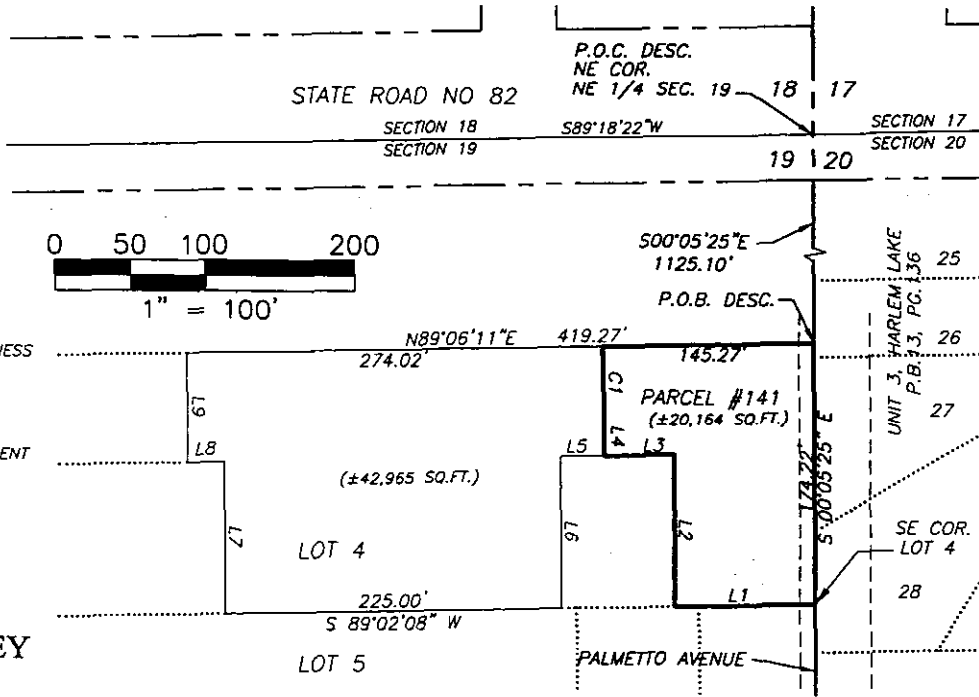 P.O.C. DESC.
NE COR.
NE 1/4 SEC. 19
18
17
STATE ROAD NO 82
SECTION 18
S89°18'22"W
SECTION 17
SECTION 19
SECTION 20
19
20
0 50 100 200
1" = 100'
S00°05'25"E
1125.10'
P.O.B. DESC.
UNIT 3, HARLEM LAKE
P.B. 13, PG. 136
25
26
27
28
NESS
N89°06'11"E 419.27'
274.02'
145.27'
C1
PARCEL #141
(±20,164 SQ.FT.)
L9
L4
L8
L5
L3
ENT
(±42,965 SQ.FT.)
174.22'
S 00°05'25" E
L7
L6
L2
LOT 4
SE COR.
LOT 4
225.00'
L1
S 89°02'08" W
EY
LOT 5
PALMETTO AVENUE